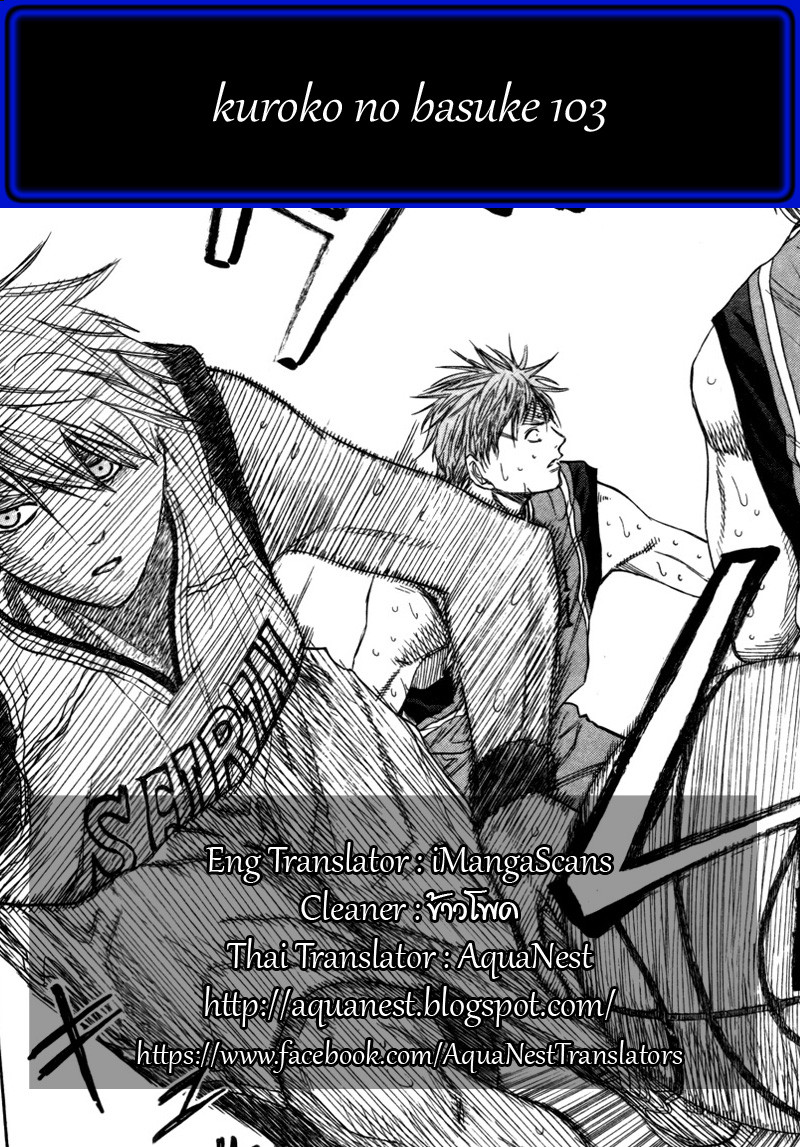 kuroko no basuke 103
SEIRIN
Eng Translator : iMangaScans
Cleaner : ข้าวโพด
Thai Translator : AquaNest
http://aquanest.blogspot.com/
https://www.facebook.com/AquaNestTranslators